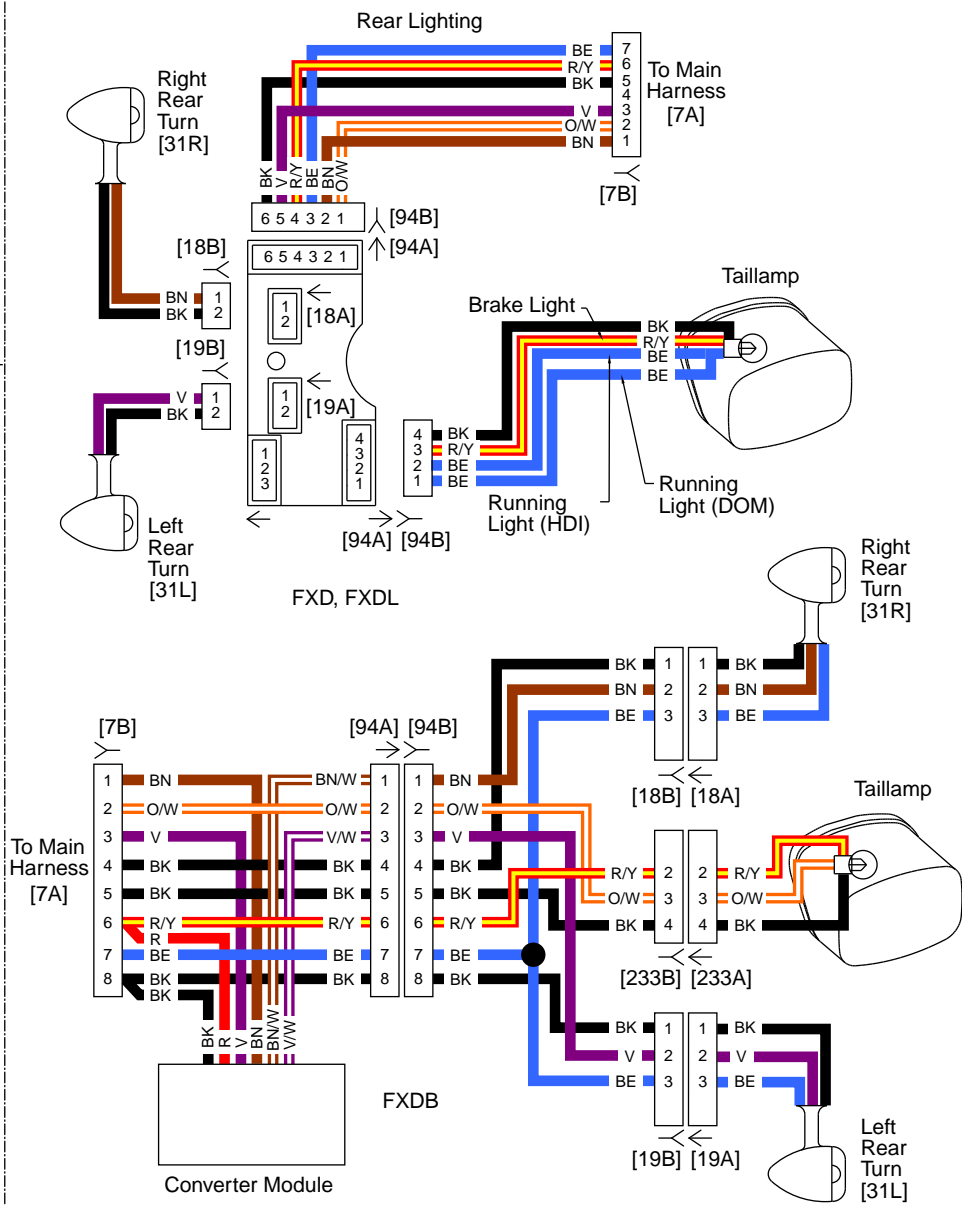 Rear Lighting
BE 7
R/Y 6
BK 5
4
V 3
O/W 2
BN 1
To Main
Harness
[7A]
[7B]
Right
Rear
Turn
[31R]
BK V R/Y BE BN O/W
6 5 4 3 2 1
[94B]
[94A]
6 5 4 3 2 1
[18B]
BN 1
BK 2
1
2
[18A]
[19B]
V 1
BK 2
1
2
[19A]
1
2
3
4
3
2
1
[94A] [94B]
Left
Rear
Turn
[31L]
FXD, FXDL
Taillamp
Brake Light
BK
R/Y
BE
BE
4 BK
3 R/Y
2 BE
1 BE
Running
Light (HDI)
Running
Light (DOM)
Right
Rear
Turn
[31R]
BK 1 1 BK
BN 2 2 BN
BE 3 3 BE
[18B] [18A]
[7B]
[94A] [94B]
1 BN BN/W 1 1 BN
2 O/W O/W 2 2 O/W
3 V V/W 3 3 V
4 BK BK 4 4 BK
5 BK BK 5 5 BK
6 R/Y R/Y 6 6 R/Y
R
7 BE BE 7 7 BE
8 BK BK 8 8 BK
BK
To Main
Harness
[7A]
BK R V BN BN/W V/W
Converter Module
FXDB
Taillamp
R/Y 2 2 R/Y
O/W 3 3 O/W
BK 4 4 BK
[233B] [233A]
BK 1 1 BK
V 2 2 V
BE 3 3 BE
[19B] [19A]
Left
Rear
Turn
[31L]